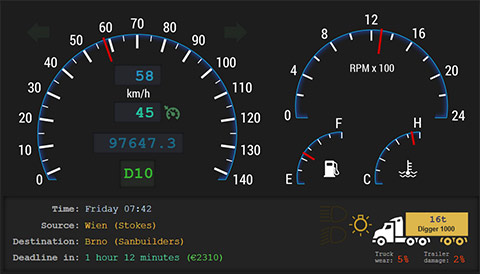 0
10
20
30
40
50
60
70
80
90
100
110
120
130
140
58
km/h
45
97647.3
D10
0
4
8
12
16
20
24
RPM x 100
E
F
C
H
Time: Friday 07:42
Source: Wien (Stokes)
Destination: Brno (Sanbuilders)
Deadline in: 1 hour 12 minutes (€2310)
16t
Digger 1000
Truck wear: 5%
Trailer damage: 2%